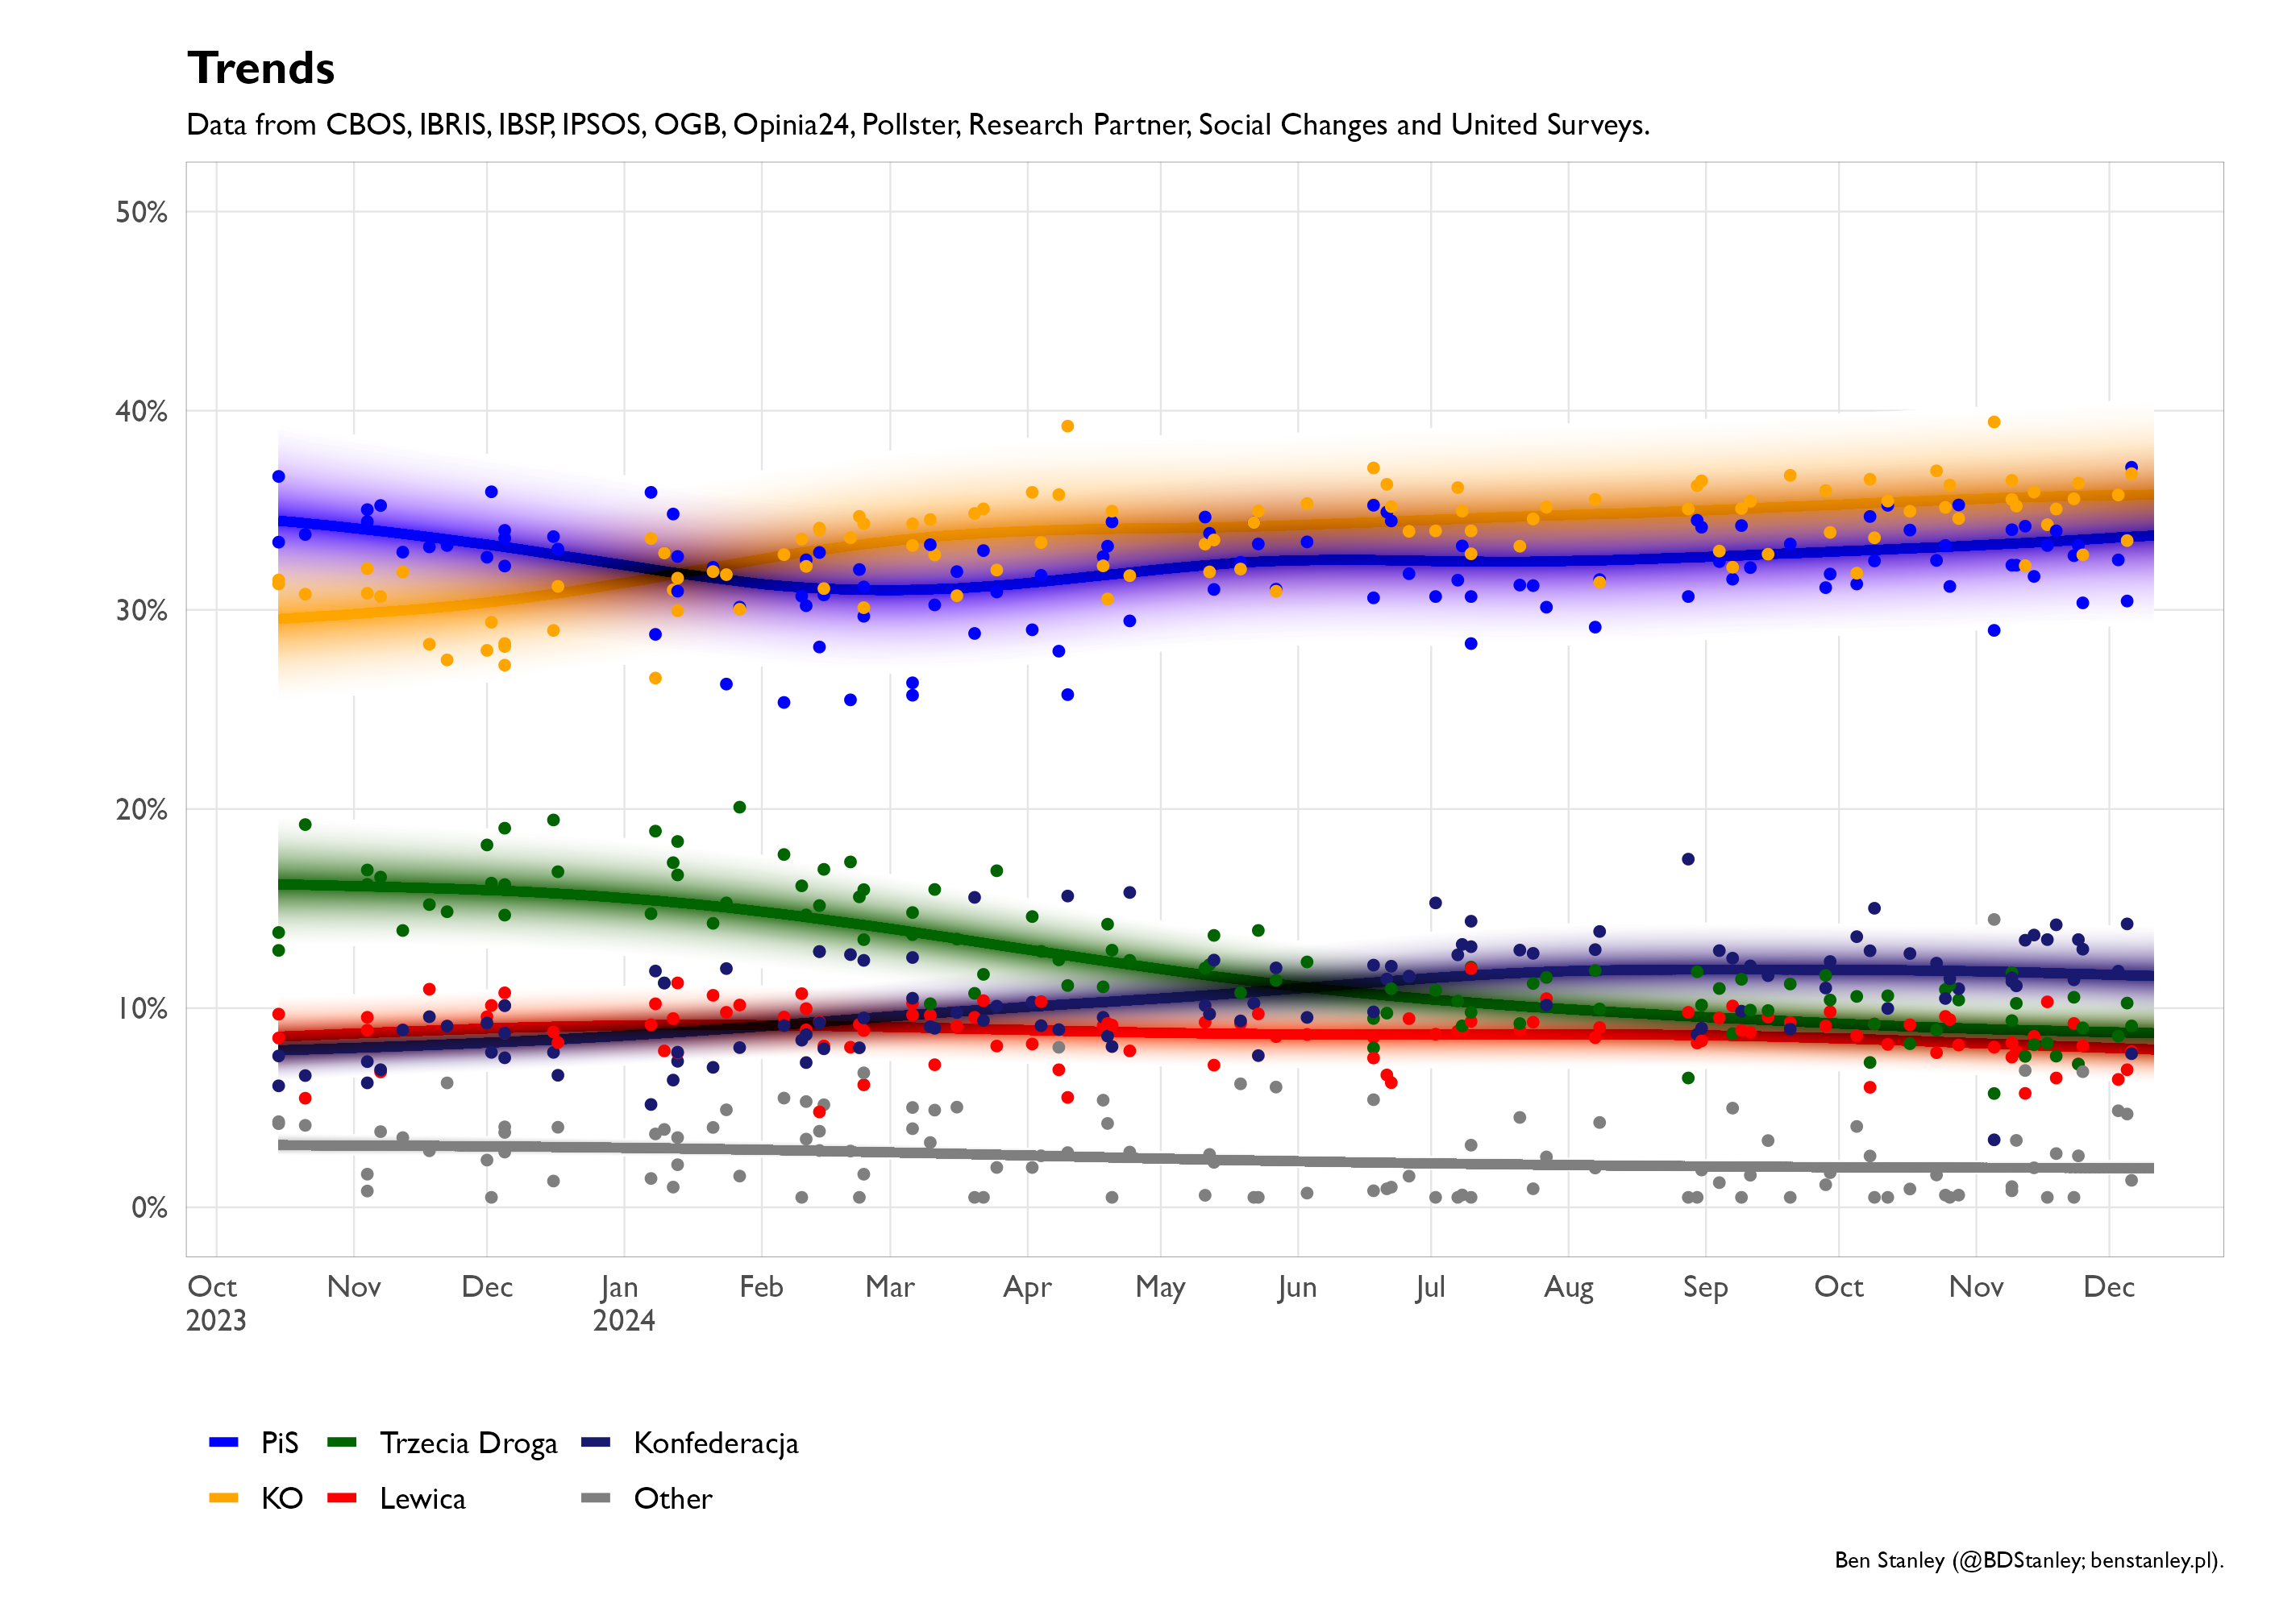 Trends
Data from CBOS, IBRIS, IBSP, IPSOS, OGB, Opinia24, Pollster, Research Partner, Social Changes and United Surveys.
50%
40%
30%
20%
10%
0%
Oct Nov Dec Jan Feb Mar Apr May Jun Jul Aug Sep Oct Nov Dec
2023 2024
PiS Trzecia Droga Konfederacja
KO Lewica Other
Ben Stanley (@BDStanley; benstanley.pl).